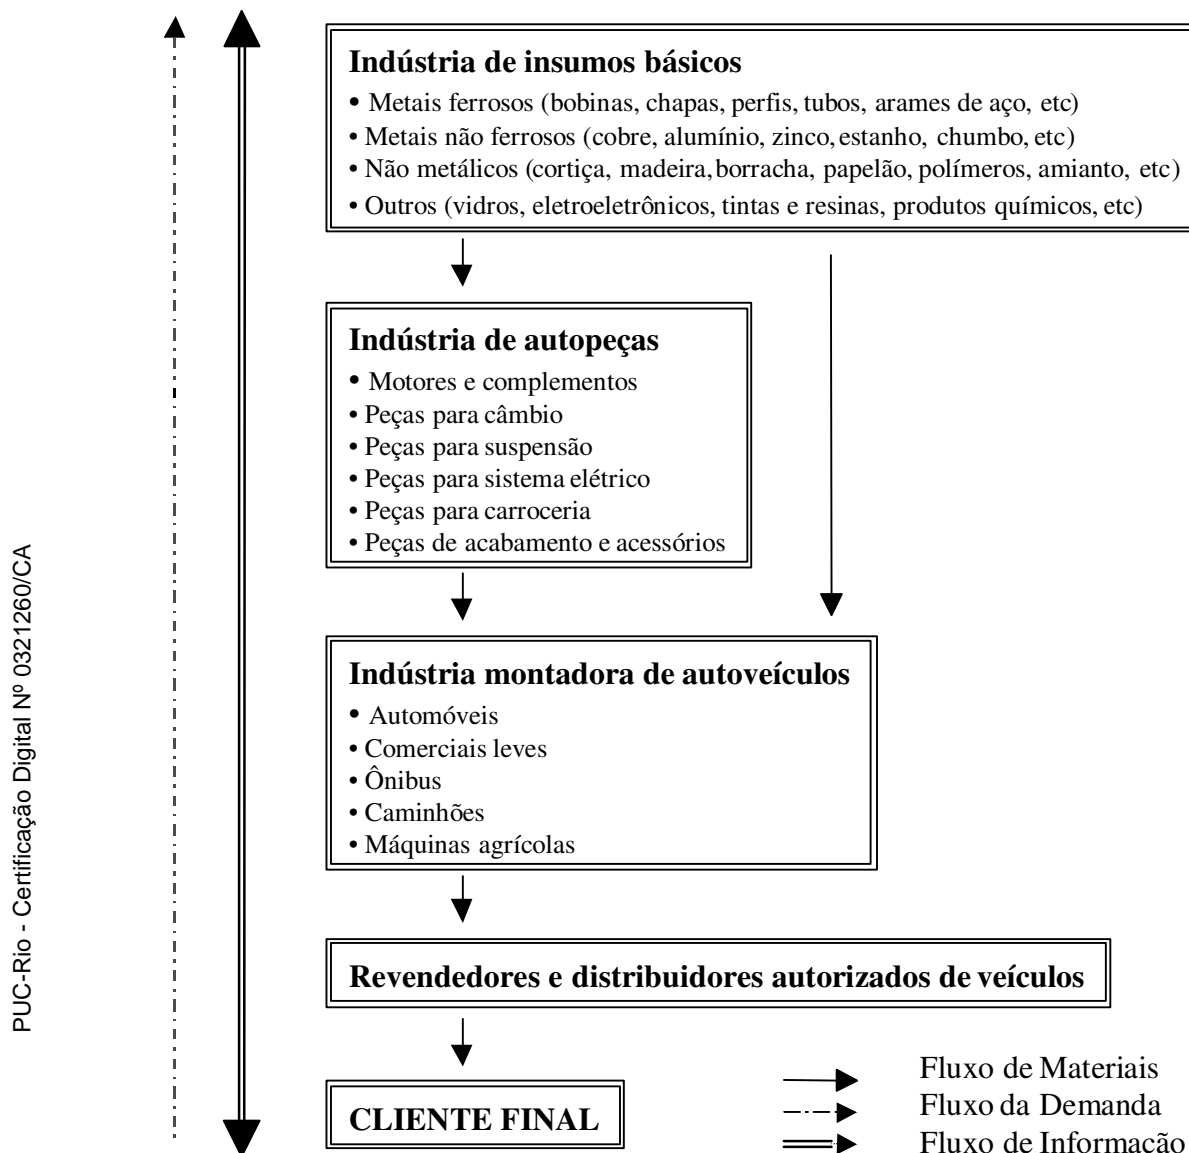 Indústria de insumos básicos
• Metais ferrosos (bobinas, chapas, perfis, tubos, arames de aço, etc)
• Metais não ferrosos (cobre, alumínio, zinco, estanho, chumbo, etc)
• Não metálicos (cortiça, madeira, borracha, papelão, polímeros, amianto, etc)
• Outros (vidros, eletroeletrônicos, tintas e resinas, produtos químicos, etc)
Indústria de autopeças
• Motores e complementos
• Peças para câmbio
• Peças para suspensão
• Peças para sistema elétrico
• Peças para carroceria
• Peças de acabamento e acessórios
Indústria montadora de autoveículos
• Automóveis
• Comerciais leves
• Ônibus
• Caminhões
• Máquinas agrícolas
Revendedores e distribuidores autorizados de veículos
CLIENTE FINAL
Fluxo de Materiais
Fluxo da Demanda
Fluxo de Informação
PUC-Rio - Certificação Digital Nº 0321260/CA